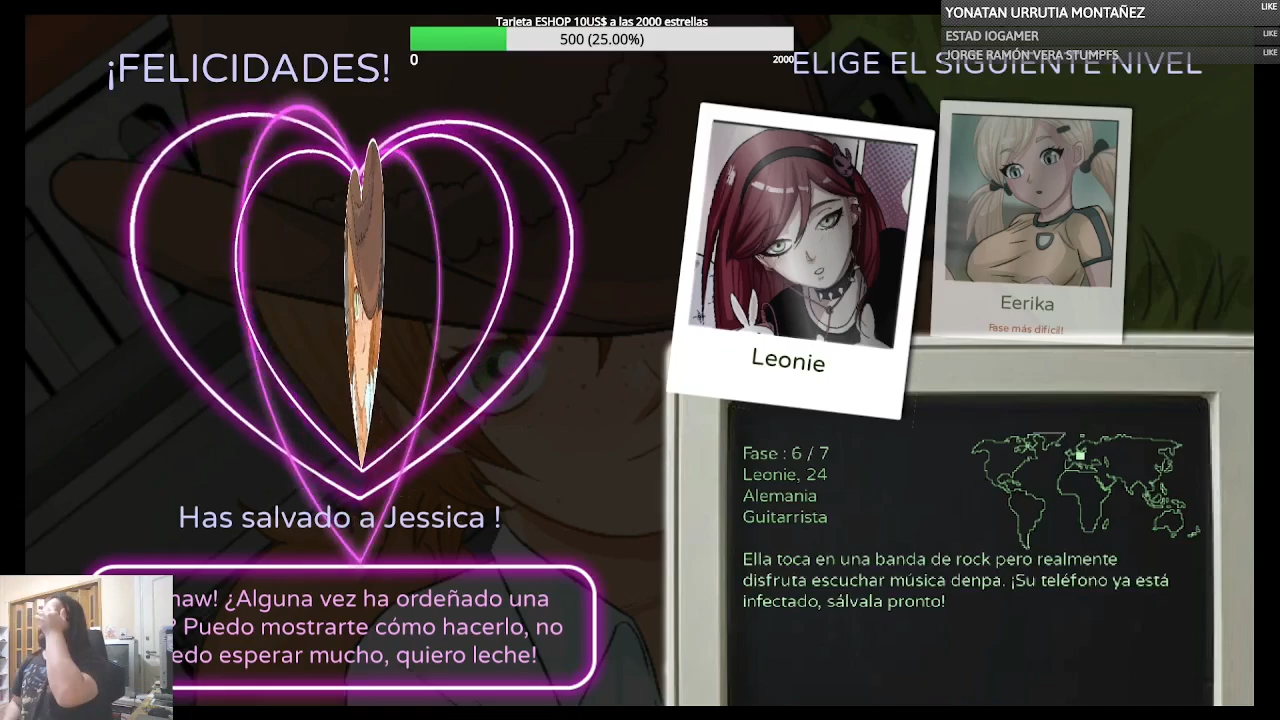 Tarjeta ESHOP 10US$ a las 2000 estrellas
500 (25.00%)
0
2000
YONATAN URRUTIA MONTAÑEZ
LIKE
ESTAD IOGAMER
LIKE
JORGE RAMÓN VERA STUMPFS
LIKE
¡FELICIDADES!
ELIGE EL SIGUIENTE NIVEL
Leonie
Eerika
Fase más difícil!
Has salvado a Jessica !
naw! ¿Alguna vez ha ordeñado una
? Puedo mostrarte cómo hacerlo, no
edo esperar mucho, quiero leche!
Fase : 6 / 7
Leonie, 24
Alemania
Guitarrista
Ella toca en una banda de rock pero realmente
disfruta escuchar música denpa. ¡Su teléfono ya está
infectado, sálvala pronto!